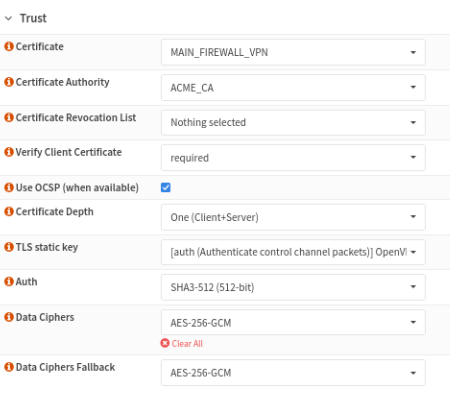 Trust
Certificate
MAIN_FIREWALL_VPN
Certificate Authority
ACME_CA
Certificate Revocation List
Nothing selected
Verify Client Certificate
required
Use OCSP (when available)
Certificate Depth
One (Client+Server)
TLS static key
[auth (Authenticate control channel packets)] OpenV
Auth
SHA3-512 (512-bit)
Data Ciphers
AES-256-GCM
Clear All
Data Ciphers Fallback
AES-256-GCM